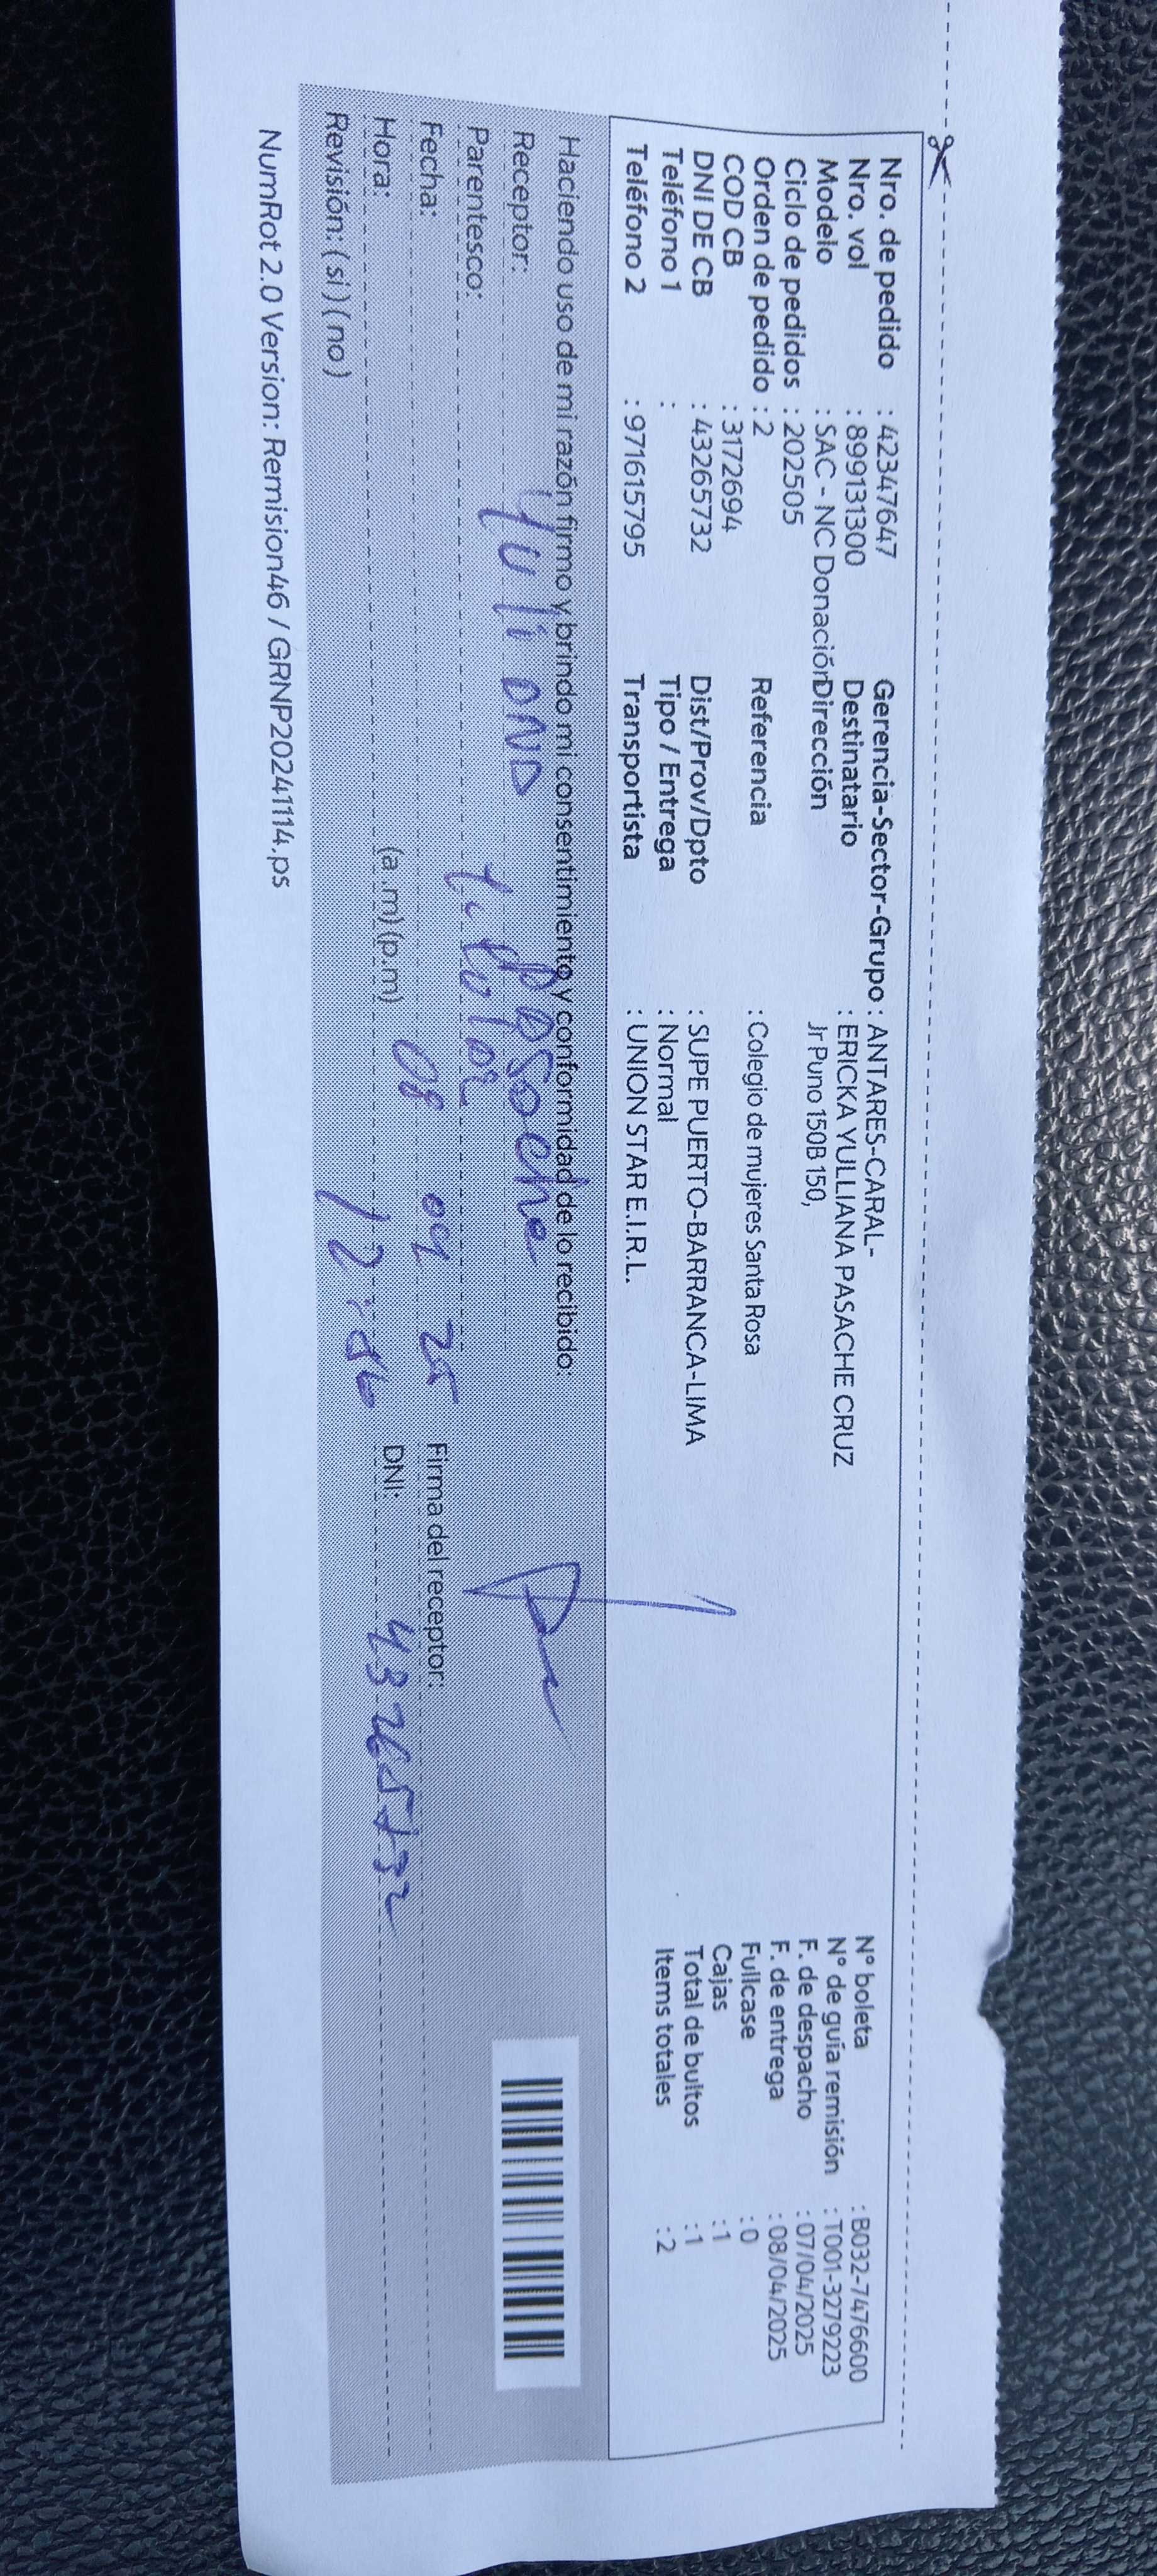 Nro. de pedido : 42347647
Nro. vol : 899131300
Modelo : SAC - NC Donación
Ciclo de pedidos : 202505
Orden de pedido : 2
COD CB : 3172694
DNI DE CB : 43265732
Teléfono 1 :
Teléfono 2 : 971615795
Gerencia-Sector-Grupo : ANTARES-CARAL-
Destinatario : ERICKA YULLIANA PASACHE CRUZ
Dirección Jr Puno 150B 150,
Referencia : Colegio de mujeres Santa Rosa
Dist/Prov/Dpto : SUPE PUERTO-BARRANCA-LIMA
Tipo / Entrega : Normal
Transportista : UNION STAR E.I.R.L.
N° boleta : B032-7476600
N° de guía remisión : T001-3279223
F. de despacho : 07/04/2025
F. de entrega : 08/04/2025
Fullcase : 0
Cajas : 1
Total de bultos : 1
Items totales : 2
Haciendo uso de mi razón firmo y brindo mi consentimiento y conformidad de lo recibido:
Receptor: Yuliana Pasache
Parentesco: titular
Fecha: 08 04 25
Hora: (a .m) (p.m) 12:56
Revisión: ( si ) ( no )
Firma del receptor:
DNI: 43265732
NumRot 2.0 Version: Remision46 / GRNP20241114.ps